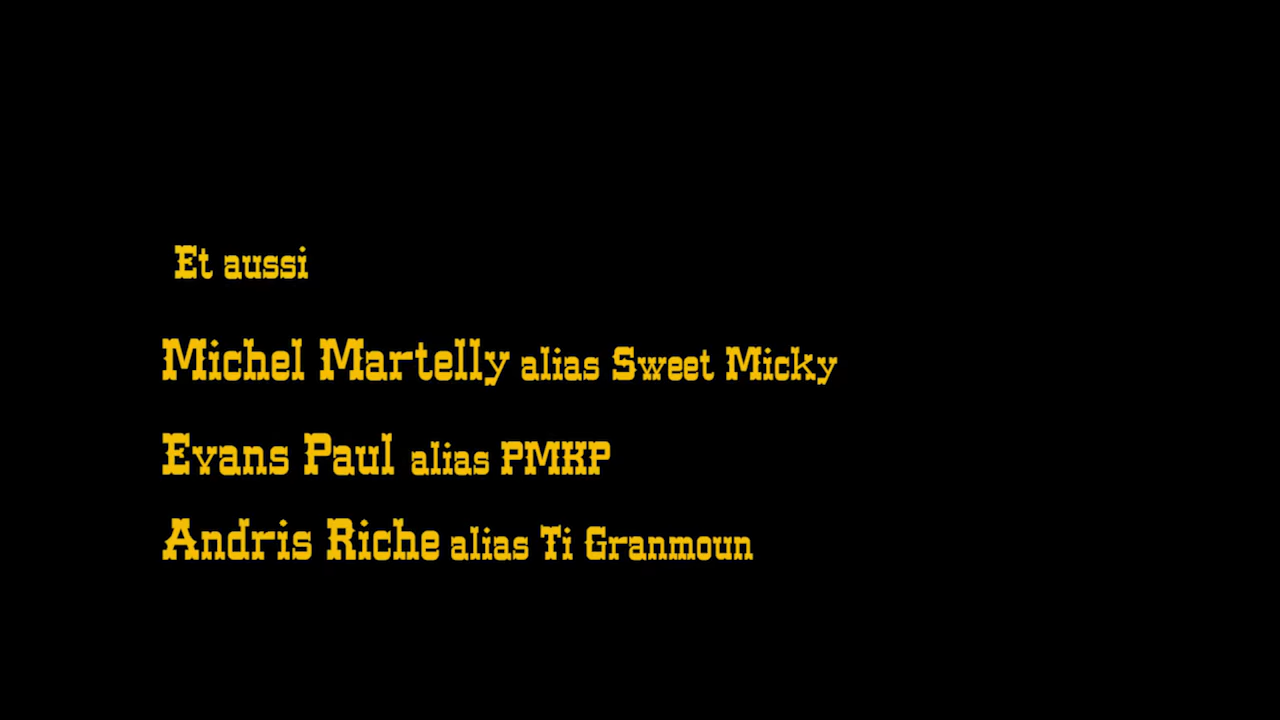 Et aussi
Michel Martelly alias Sweet Micky
Evans Paul alias PMKP
Andris Riche alias Ti Granmoun